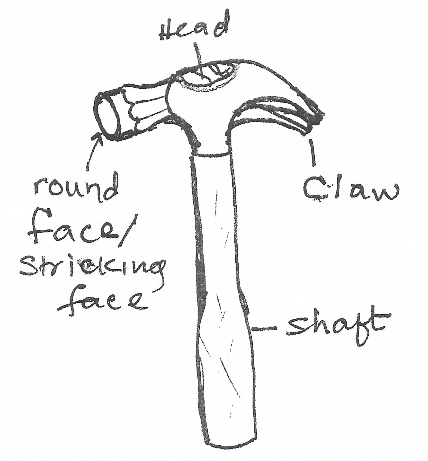 Head
round
face/
stricking
face
Claw
shaft